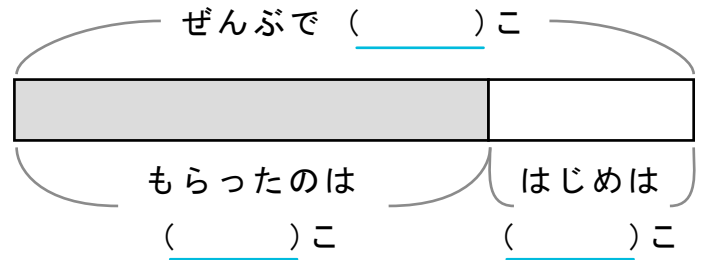 ぜんぶで (　　　)こ
もらったのは
(　　　)こ
はじめは
(　　　)こ